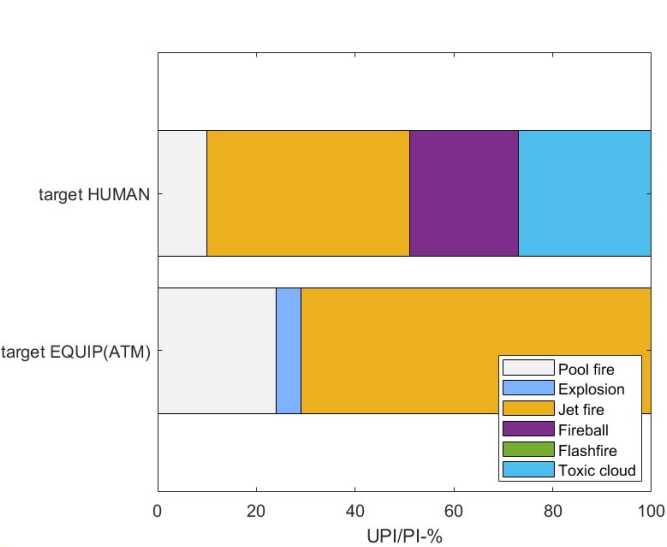 target HUMAN
target EQUIP(ATM)
Pool fire
Explosion
Jet fire
Fireball
Flashfire
Toxic cloud
0 20 40 60 80 100
UPI/PI-%